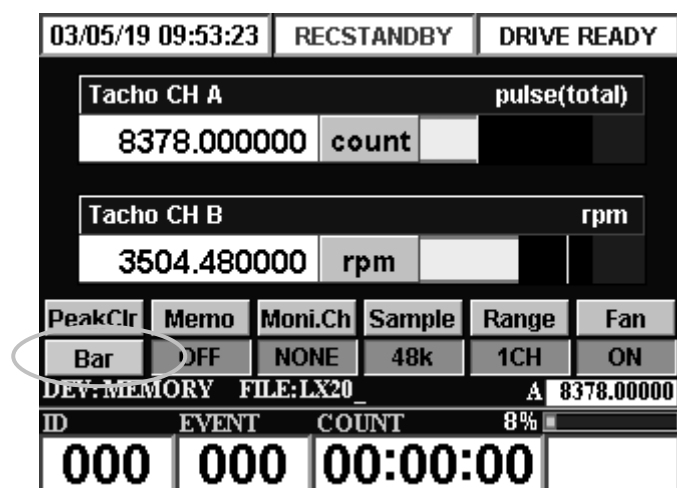 03/05/19 09:53:23 RECSTANDBY DRIVE READY
Tacho CH A pulse(total)
8378.000000 count
Tacho CH B rpm
3504.480000 rpm
PeakClr Memo Moni.Ch Sample Range Fan
Bar OFF NONE 48k 1CH ON
DEV:MEMORY FILE:LX20_ A 8378.00000
ID EVENT COUNT 8%
000 000 00:00:00